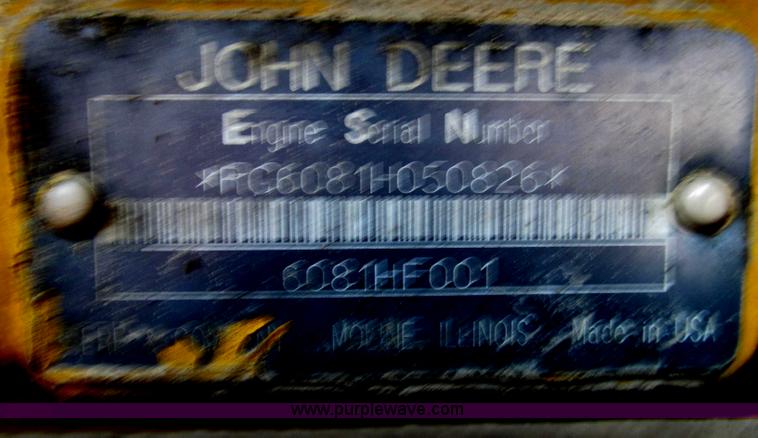 JOHN DEERE
Engine Serial Number
*RG6081H050826*
6081HF001
MOLINE, ILLINOIS Made in USA
www.purplewave.com